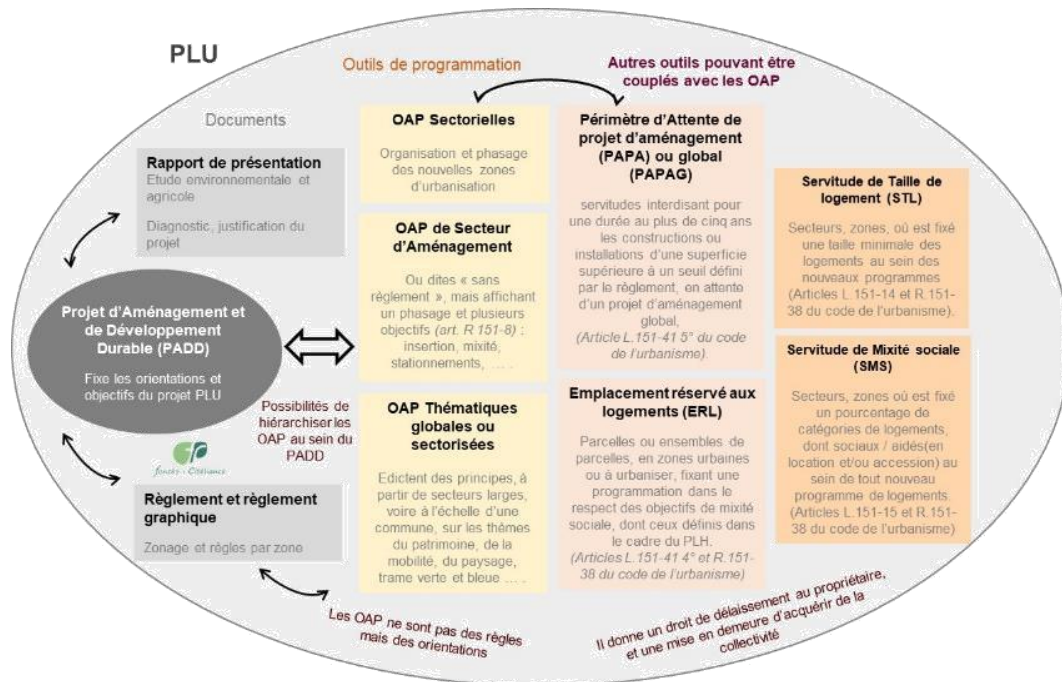 PLU
Outils de programmation
Autres outils pouvant être
couplés avec les OAP
Documents
Rapport de présentation
Etude environnementale et
agricole
Diagnostic, justification du
projet
Projet d'Aménagement et
de Développement
Durable (PADD)
Fixe les orientations et
objectifs du projet PLU
Possibilités de
hiérarchiser les
OAP au sein du
PADD
foncés - Citéliance
Règlement et règlement
graphique
Zonage et règles par zone
OAP Sectorielles
Organisation et phasage
des nouvelles zones
d'urbanisation
OAP de Secteur
d'Aménagement
Ou dites « sans
règlement », mais affichant
un phasage et plusieurs
objectifs (art. R 151-8) :
insertion, mixité,
stationnements, … .
OAP Thématiques
globales ou
sectorisées
Edictent des principes, à
partir de secteurs larges,
voire à l'échelle d'une
commune, sur les thèmes
du patrimoine, de la
mobilité, du paysage,
trame verte et bleue … .
Périmètre d'Attente de
projet d'aménagement
(PAPA) ou global
(PAPAG)
servitudes interdisant pour
une durée au plus de cinq ans
les constructions ou
installations d'une superficie
supérieure à un seuil défini
par le règlement, en attente
d'un projet d'aménagement
global,
(Article L.151-41 5° du code
de l'urbanisme)
Emplacement réservé aux
logements (ERL)
Parcelles ou ensembles de
parcelles, en zones urbaines
ou à urbaniser, fixant une
programmation dans le
respect des objectifs de mixité
sociale, dont ceux définis dans
le cadre du PLH.
(Articles L.151-41 4° et R.151-
38 du code de l'urbanisme)
Servitude de Taille de
logement (STL)
Secteurs, zones, où est fixé
une taille minimale des
logements au sein des
nouveaux programmes
(Articles L.151-14 et R.151-
38 du code de l'urbanisme).
Servitude de Mixité sociale
(SMS)
Secteurs, zones où est fixé
un pourcentage de
catégories de logements,
dont sociaux / aidés(en
location et/ou accession) au
sein de tout nouveau
programme de logements.
(Articles L.151-15 et R.151-
38 du code de l'urbanisme)
Les OAP ne sont pas des règles
mais des orientations
Il donne un droit de délaissement au propriétaire,
et une mise en demeure d'acquérir de la
collectivité